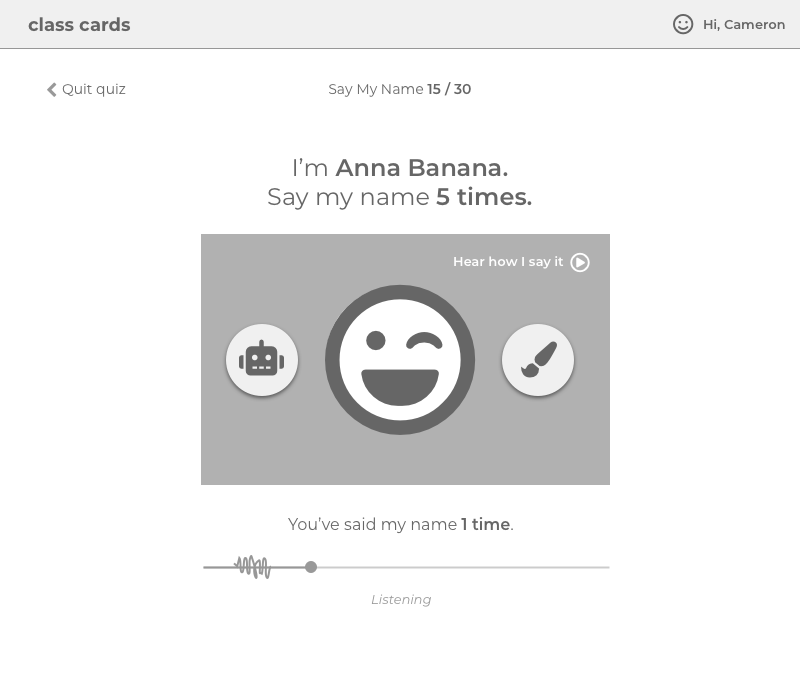 class cards
Hi, Cameron
Quit quiz
Say My Name 15 / 30
I’m Anna Banana.
Say my name 5 times.
Hear how I say it
You’ve said my name 1 time.
Listening